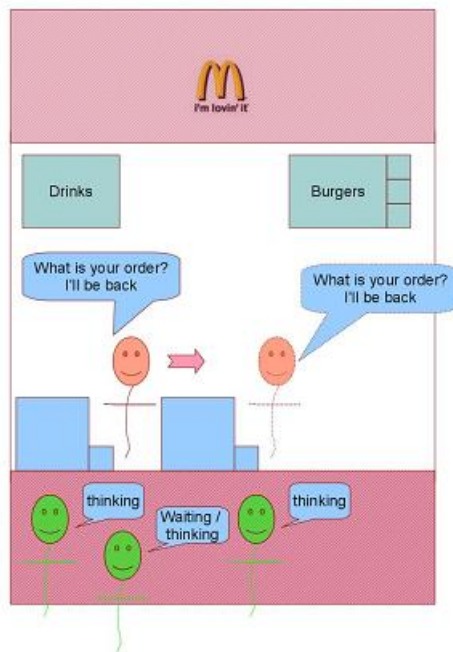 i'm lovin' it
Drinks
Burgers
What is your order?
I'll be back
What is your order?
I'll be back
thinking
Waiting /
thinking
thinking